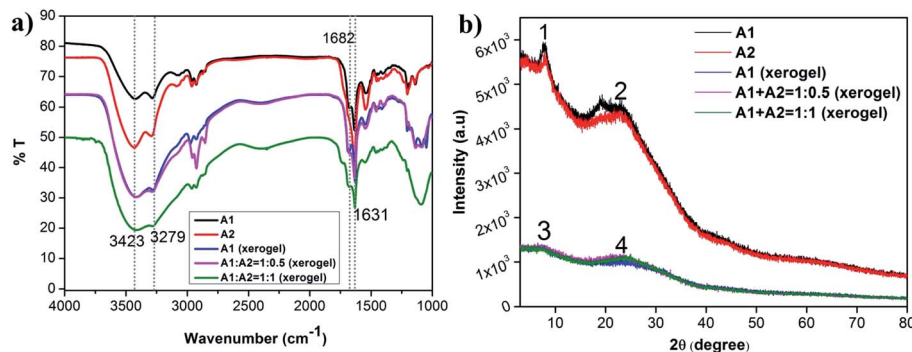 a)
1682
3423
3279
1631
A1
A2
A1 (xerogel)
A1:A2=1:0.5 (xerogel)
A1:A2=1:1 (xerogel)
% T
90
80
70
60
50
40
30
20
10
0
4000
3500
3000
2500
2000
1500
1000
Wavenumber (cm-1)
b)
1
2
3
4
A1
A2
A1 (xerogel)
A1+A2=1:0.5 (xerogel)
A1+A2=1:1 (xerogel)
Intensity (a.u)
6x10³
5x10³
4x10³
3x10³
2x10³
1x10³
0
10
20
30
40
50
60
70
80
2θ (degree)